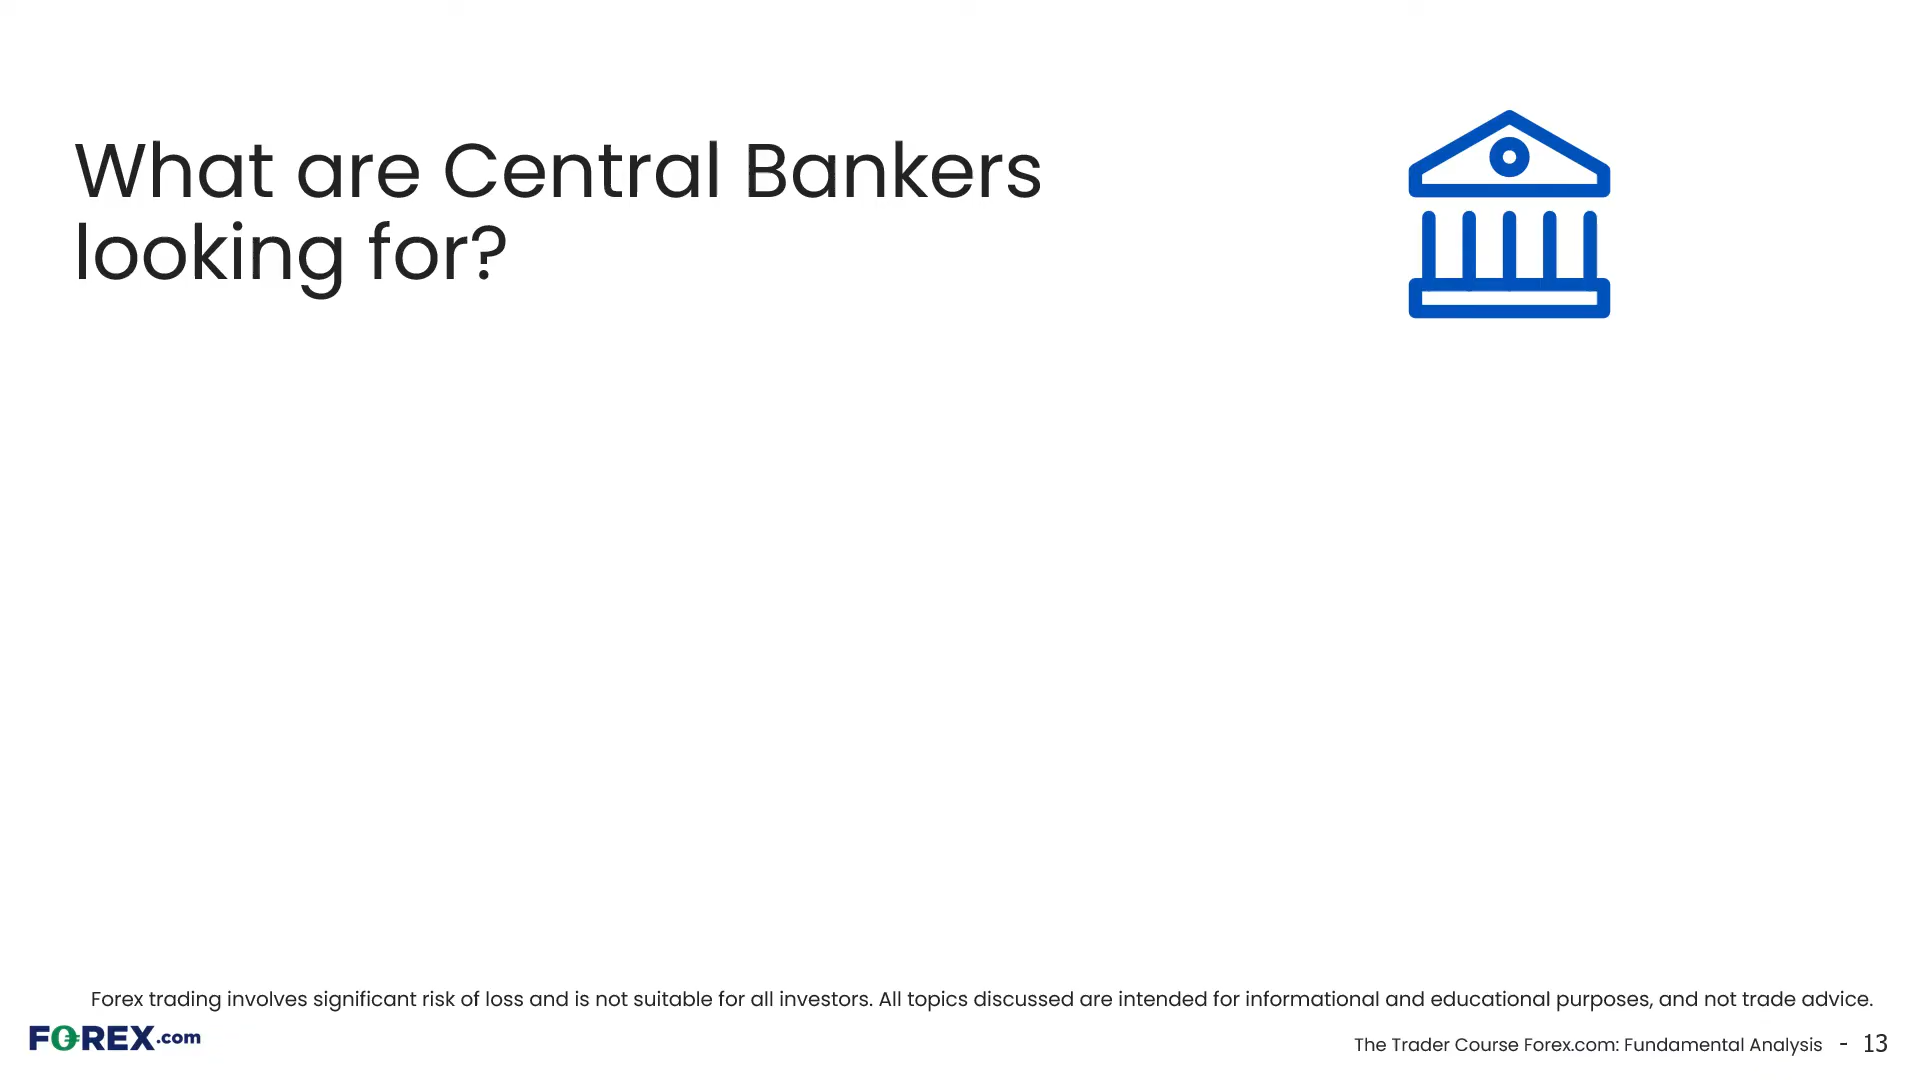 What are Central Bankers
looking for?
Forex trading involves significant risk of loss and is not suitable for all investors. All topics discussed are intended for informational and educational purposes, and not trade advice.
FOREX.com
The Trader Course Forex.com: Fundamental Analysis - 13